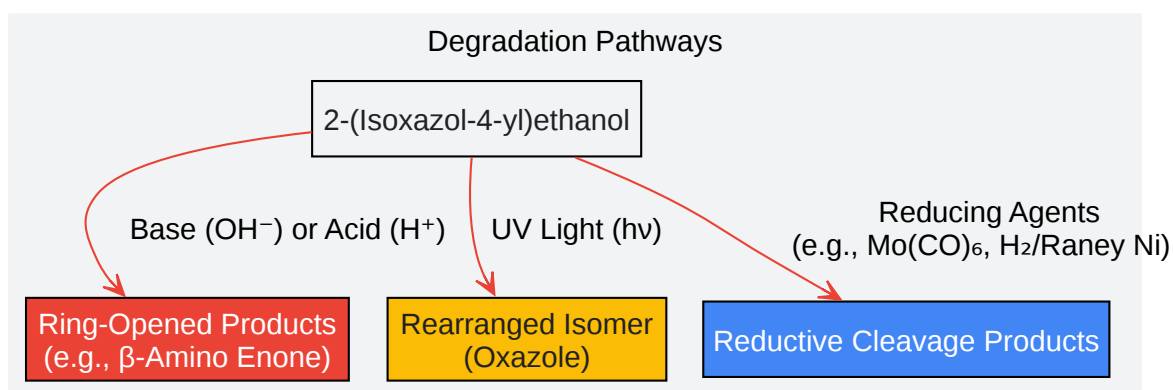 Degradation Pathways
2-(Isoxazol-4-yl)ethanol
Base (OH⁻) or Acid (H⁺)
UV Light (hν)
Reducing Agents
(e.g., Mo(CO)₆, H₂/Raney Ni)
Ring-Opened Products
(e.g., β-Amino Enone)
Rearranged Isomer
(Oxazole)
Reductive Cleavage Products